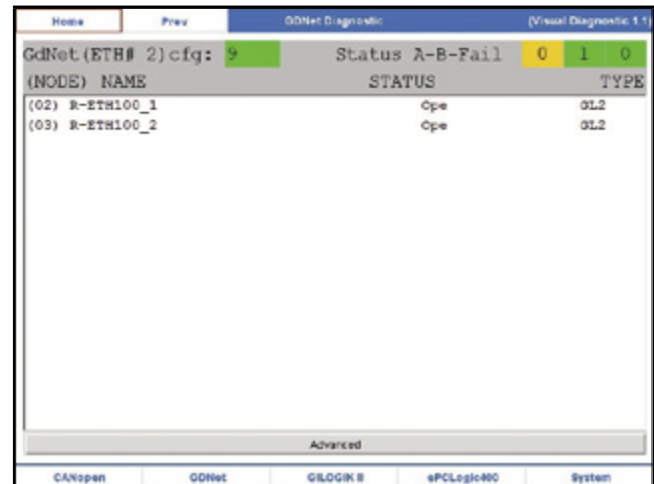 Home Prev GDNet Diagnostic (Visual Diagnostic 1.1)
GdNet(ETH# 2)cfg: 9 Status A-B-Fail 0 1 0
(NODE) NAME STATUS TYPE
(02) R-ETH100_1 Ope GL2
(03) R-ETH100_2 Ope GL2
Advanced
CANopen GDNet GILOGIK II ePCLogic400 System